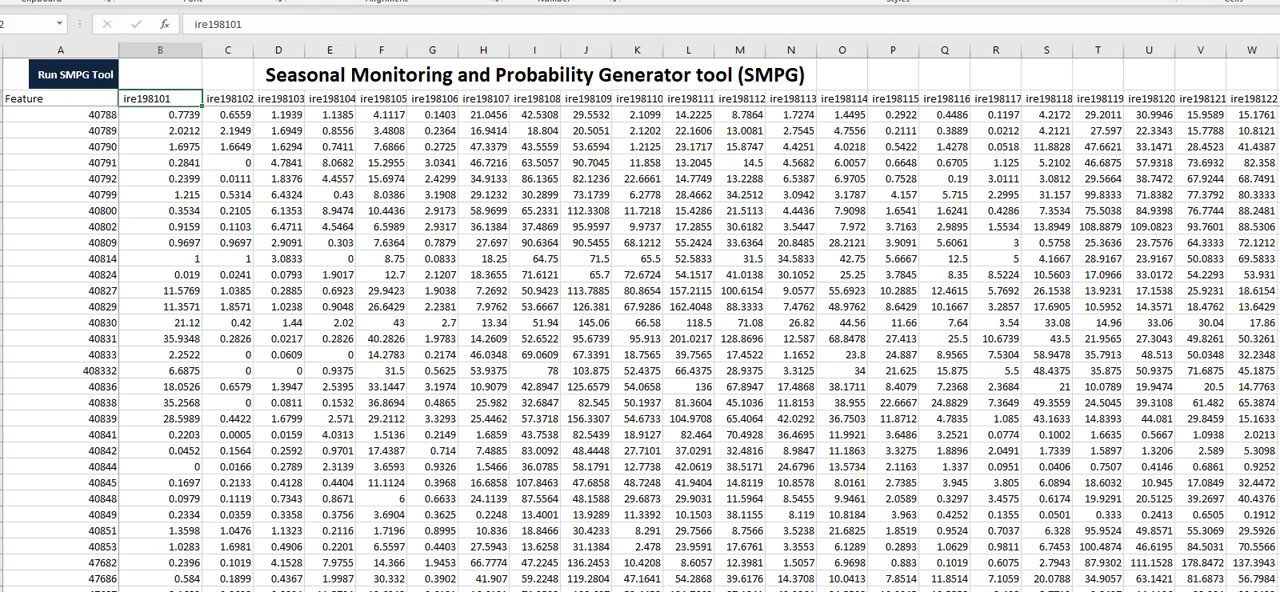 ire198101
A B C D E F G H I J K L M N O P Q R S T U V W
Run SMPG Tool Seasonal Monitoring and Probability Generator tool (SMPG)
Feature ire198101 ire198102 ire198103 ire198104 ire198105 ire198106 ire198107 ire198108 ire198109 ire198110 ire198111 ire198112 ire198113 ire198114 ire198115 ire198116 ire198117 ire198118 ire198119 ire198120 ire198121 ire198122
40788 0.7739 0.6559 1.1939 1.1385 4.1117 0.1403 21.0456 42.5308 29.5532 2.1099 14.2225 8.7864 1.7274 1.4495 0.2922 0.4486 0.1197 4.2172 29.2011 30.9946 15.9589 15.1761
40789 2.0212 2.1949 1.6949 0.8556 3.4808 0.2364 16.9414 18.804 20.5051 2.1202 22.1606 13.0081 2.7545 4.7556 0.2111 0.3889 0.0212 4.2121 27.597 22.3343 15.7788 10.8121
40790 1.6975 1.6649 1.6294 0.7411 7.6866 0.2725 47.3379 43.5559 53.6594 1.2125 23.1717 15.8747 4.4251 4.0218 0.5422 1.4278 0.0518 11.8828 47.6621 33.1471 28.4523 41.4387
40791 0.2841 0 4.7841 8.0682 15.2955 3.0341 46.7216 63.5057 90.7045 11.858 13.2045 14.5 4.5682 6.0057 0.6648 0.6705 1.125 5.2102 46.6875 57.9318 73.6932 82.358
40792 0.2399 0.0111 1.8376 4.4557 15.6974 2.4299 34.9133 86.1365 82.1236 22.6661 14.7749 13.2288 6.5387 6.9705 0.7528 0.19 3.0111 3.0812 29.5664 38.7472 67.9244 68.7491
40799 1.215 0.5314 6.4324 0.43 8.0386 3.1908 29.1232 30.2899 73.1739 6.2778 28.4662 34.2512 3.0942 3.1787 4.157 5.715 2.2995 31.157 99.8333 71.8382 77.3792 80.3333
40800 0.3534 0.2105 6.1353 8.9474 10.4436 2.9173 58.9699 65.2331 112.3308 11.7218 15.4286 21.5113 4.4436 7.9098 1.6541 1.6241 0.4286 7.3534 75.5038 84.9398 76.7744 88.2481
40802 0.9159 0.1103 6.4711 4.5464 6.5989 2.9317 36.1384 37.4869 95.9597 9.9737 17.2855 30.6182 3.5447 7.972 3.7163 2.9895 1.5534 13.8949 108.8879 109.0823 93.7601 88.5306
40809 0.9697 0.9697 2.9091 0.303 7.6364 0.7879 27.697 90.6364 90.5455 68.1212 55.2424 33.6364 20.8485 28.2121 3.9091 5.6061 3 0.5758 25.3636 23.7576 64.3333 72.1212
40814 1 1 3.0833 0 8.75 0.0833 18.25 64.75 71.5 65.5 52.5833 31.5 34.5833 42.75 5.6667 12.5 5 4.1667 28.9167 23.9167 50.0833 69.5833
40824 0.019 0.0241 0.0793 1.9017 12.7 2.1207 18.3655 71.6121 65.7 72.6724 54.1517 41.0138 30.1052 25.25 3.7845 8.35 8.5224 10.5603 17.0966 33.0172 54.2293 53.931
40827 11.5769 1.0385 0.2885 0.6923 29.9423 1.9038 7.2692 50.9423 113.7885 80.8654 157.2115 100.6154 9.0577 55.6923 10.2885 12.4615 5.7692 26.1538 13.9231 17.1538 25.9231 18.6154
40829 11.3571 1.8571 1.0238 0.9048 26.6429 2.2381 7.9762 53.6667 126.381 67.9286 162.4048 88.3333 7.4762 48.9762 8.6429 10.1667 3.2857 17.6905 10.5952 14.3571 18.4762 13.6429
40830 21.12 0.42 1.44 2.02 43 2.7 13.34 51.94 145.06 66.58 118.5 71.08 26.82 44.56 11.66 7.64 3.54 33.08 14.96 33.06 30.04 17.86
40831 35.9348 0.2826 0.0217 0.2826 40.2826 1.9783 14.2609 52.6522 95.6739 95.913 201.0217 128.8696 12.587 68.8478 27.413 25.5 10.6739 43.5 21.9565 27.3043 49.8261 50.3261
40833 2.2522 0 0.0609 0 14.2783 0.2174 46.0348 69.0609 67.3391 18.7565 39.7565 17.4522 1.1652 23.8 24.887 8.9565 7.5304 58.9478 35.7913 48.513 50.0348 32.2348
408332 6.6875 0 0 0.9375 31.5 0.5625 53.9375 78 103.875 52.4375 66.4375 28.9375 3.3125 34 21.625 15.875 5.5 48.4375 35.875 50.9375 71.6875 45.1875
40836 18.0526 0.6579 1.3947 2.5395 33.1447 3.1974 10.9079 42.8947 125.6579 54.0658 136 67.8947 17.4868 38.1711 8.4079 7.2368 2.3684 21 10.0789 19.9474 20.5 14.7763
40838 35.2568 0 0.0811 0.1532 36.8694 0.4865 25.982 32.6847 82.545 50.1937 81.3604 45.1036 11.8153 38.955 22.6667 24.8829 7.3649 49.3559 24.5045 39.3108 61.482 65.3874
40839 28.5989 0.4422 1.6799 2.571 29.2112 3.3293 25.4462 57.3718 156.3307 54.6733 104.9708 65.4064 42.0292 36.7503 11.8712 4.7835 1.085 43.1633 14.8393 44.081 29.8459 15.1633
40841 0.2203 0.0005 0.0159 4.0313 1.5136 0.2149 1.6859 43.7538 82.5439 18.9127 82.464 70.4928 36.4695 11.9921 3.6486 3.2521 0.0774 0.1002 1.6635 0.5667 1.0938 2.0213
40842 0.0452 0.1564 0.2592 0.9701 17.4387 0.714 7.4885 83.0092 48.4448 27.7101 37.0291 32.4816 8.9847 11.1863 3.3275 1.8896 2.0491 1.7339 1.5897 1.3206 2.589 5.3098
40844 0 0.0166 0.2789 2.3139 3.6593 0.9326 1.5466 36.0785 58.1791 12.7738 42.0619 38.5171 24.6796 13.5734 2.1163 1.337 0.0951 0.0406 0.7507 0.4146 0.6861 0.9252
40845 0.1697 0.2133 0.4128 0.4404 11.1124 0.3968 16.6858 107.8463 47.6858 48.7248 41.9404 14.8119 10.8578 8.0161 2.7385 3.945 3.805 6.0894 18.6032 10.945 17.0849 32.4472
40848 0.0979 0.1119 0.7343 0.8671 6 0.6633 24.1139 87.5564 48.1588 29.6873 29.9031 11.5964 8.5455 9.9461 2.0589 0.3297 3.4575 0.6174 19.9291 20.5125 39.2697 40.4376
40849 0.2334 0.0359 0.3358 0.3756 3.6904 0.3625 0.2248 13.4001 13.9289 11.3392 10.1503 38.1155 8.119 10.8184 3.963 0.4252 0.1355 0.0501 0.333 0.2413 0.6505 0.1912
40851 1.3598 1.0476 1.1323 0.2116 1.7196 0.8995 10.836 18.8466 30.4233 8.291 29.7566 8.7566 3.5238 21.6825 1.8519 0.9524 0.7037 6.328 95.9524 49.8571 55.3069 29.5926
40853 1.0283 1.6981 0.4906 0.2201 6.5597 0.4403 27.5943 13.6258 31.1384 2.478 23.9591 17.6761 3.3553 6.1289 0.2893 1.0629 0.9811 6.7453 100.4874 46.6195 84.5031 70.5566
47682 0.2396 0.1019 4.1528 7.9755 14.366 1.9453 66.7774 47.2245 136.2453 10.4208 8.6057 12.3981 1.5057 6.9698 0.883 0.1019 0.6075 2.7943 87.9302 111.1528 178.8472 137.3943
47686 0.584 0.1899 0.4367 1.9987 30.332 0.3902 41.907 59.2248 119.2804 47.1641 54.2868 39.6176 14.3708 10.0413 7.8514 11.8514 7.1059 20.0788 34.9057 63.1421 81.6873 56.7984